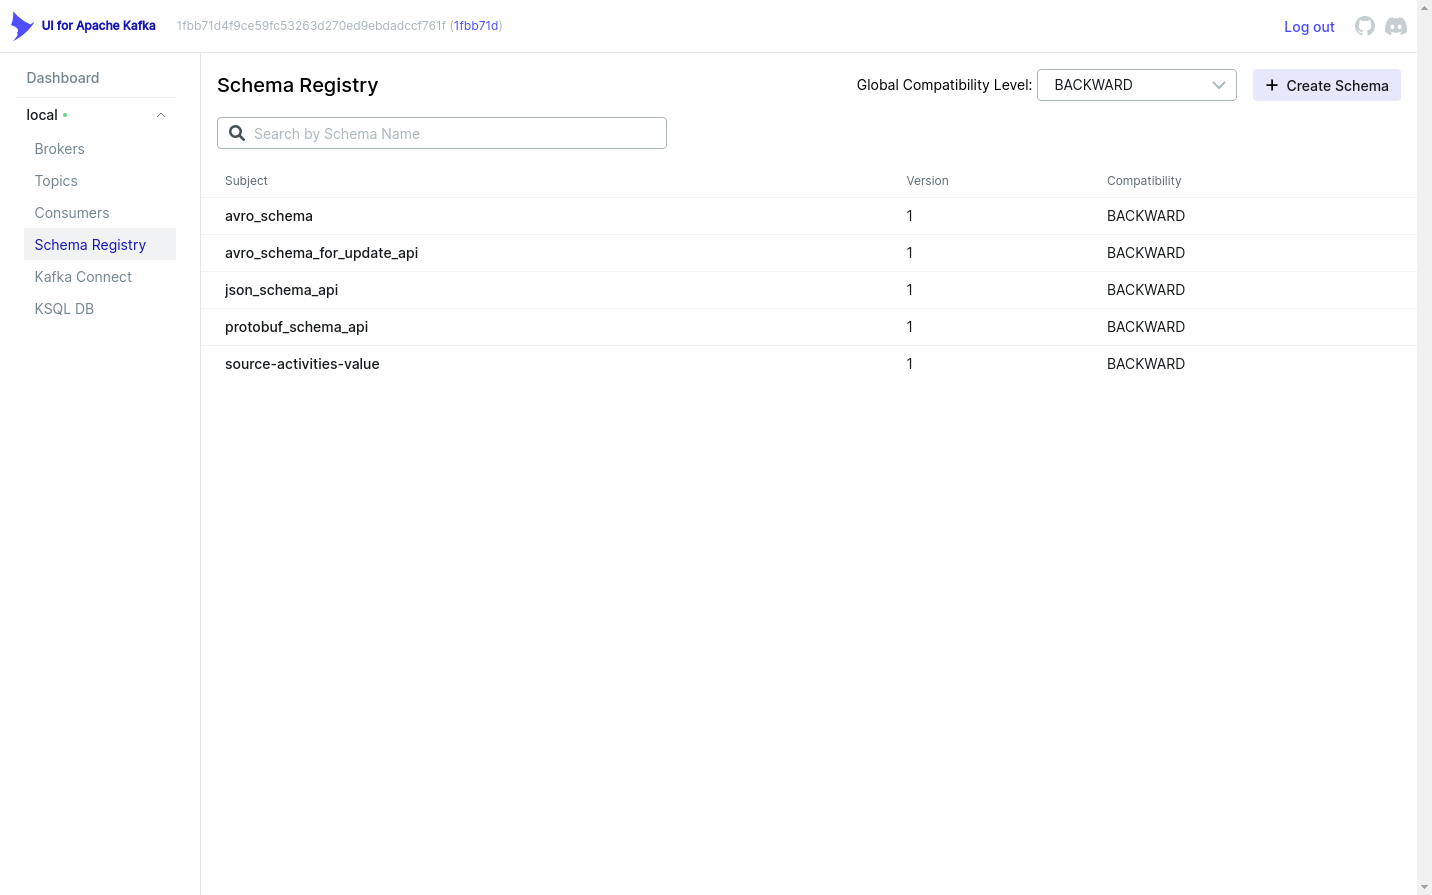 UI for Apache Kafka 1fbb71d4f9ce59fc53263d270ed9ebdadccf761f (1fbb71d) Log out
Dashboard
local
Brokers
Topics
Consumers
Schema Registry
Kafka Connect
KSQL DB
Schema Registry Global Compatibility Level: BACKWARD Create Schema
Search by Schema Name
Subject Version Compatibility
avro_schema 1 BACKWARD
avro_schema_for_update_api 1 BACKWARD
json_schema_api 1 BACKWARD
protobuf_schema_api 1 BACKWARD
source-activities-value 1 BACKWARD